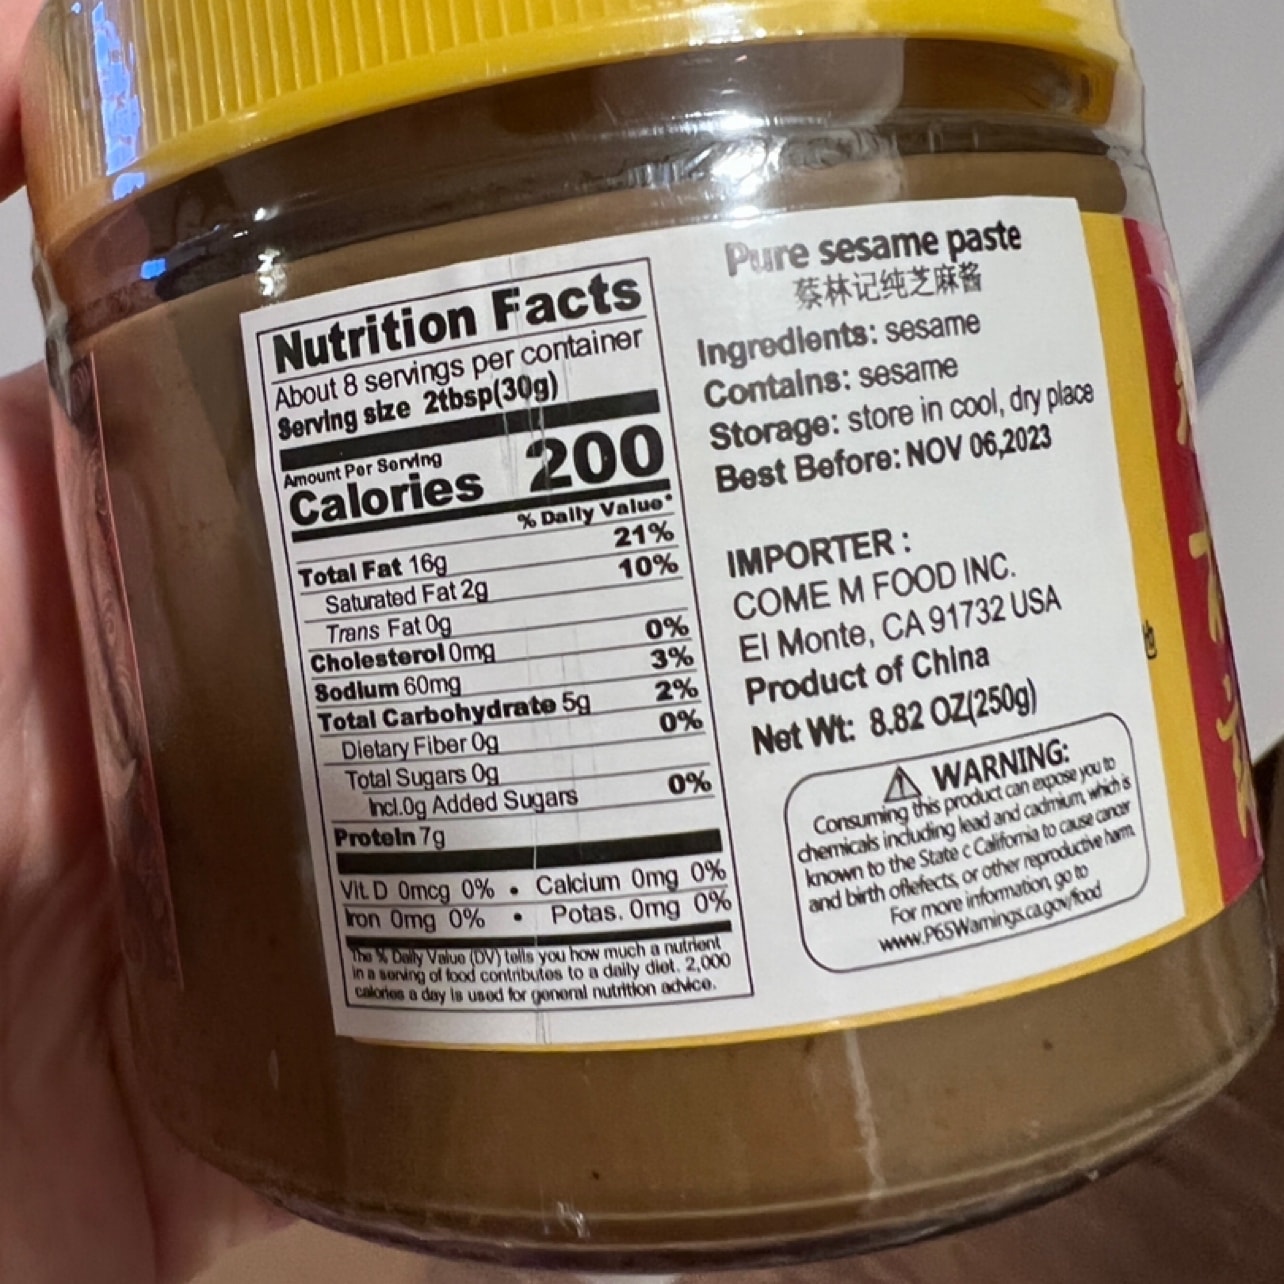 Nutrition Facts
About 8 servings per container
Serving size 2tbsp(30g)
Amount Per Serving
Calories 200
% Daily Value*
Total Fat 16g 21%
Saturated Fat 2g 10%
Trans Fat 0g
Cholesterol 0mg 0%
Sodium 60mg 3%
Total Carbohydrate 5g 2%
Dietary Fiber 0g 0%
Total Sugars 0g
Incl.0g Added Sugars 0%
Protein 7g
Vit. D 0mcg 0% • Calcium 0mg 0%
Iron 0mg 0% • Potas. 0mg 0%
The % Daily Value (DV) tells you how much a nutrient
in a serving of food contributes to a daily diet. 2,000
calories a day is used for general nutrition advice.
Pure sesame paste
蔡林记纯芝麻酱
Ingredients: sesame
Contains: sesame
Storage: store in cool, dry place
Best Before: NOV 06,2023
IMPORTER :
COME M FOOD INC.
El Monte, CA 91732 USA
Product of China
Net Wt: 8.82 OZ(250g)
⚠ WARNING:
Consuming this product can expose you to
chemicals including lead and cadmium, which is
known to the State c California to cause cancer
and birth oflefects, or other reproductive harm.
For more information, go to
www.P65Warnings.ca.gov/food